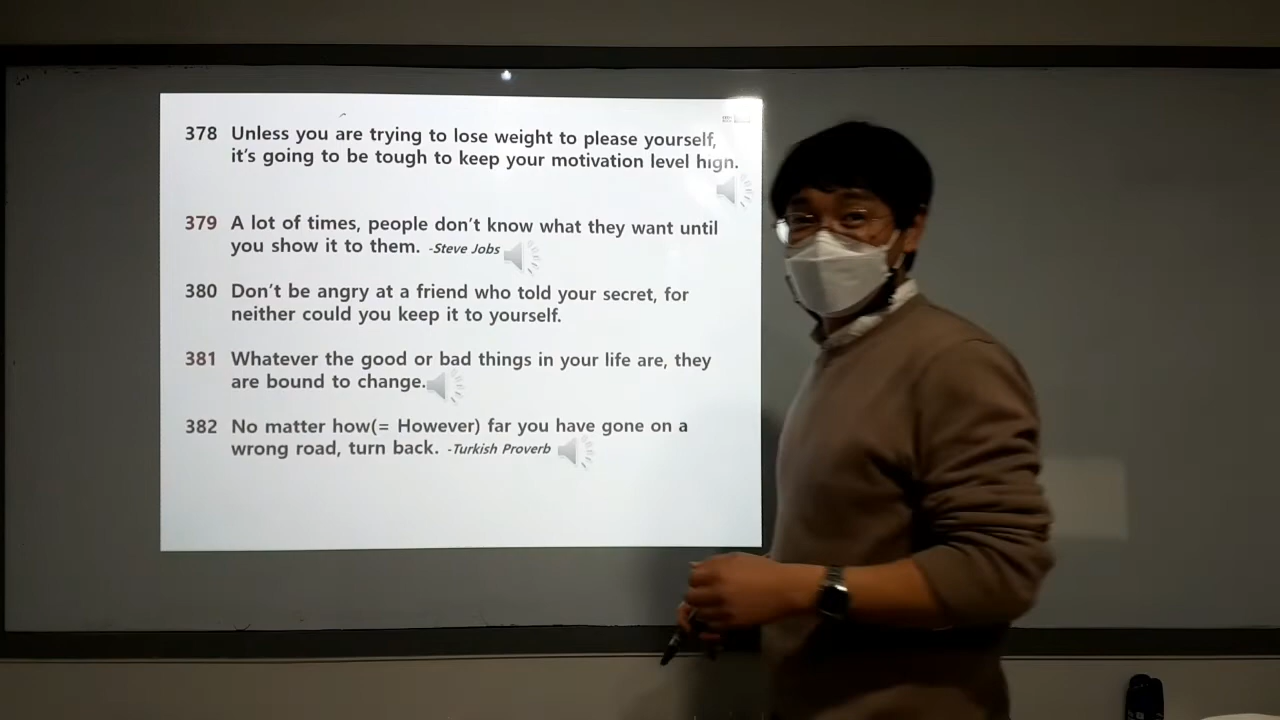 378 Unless you are trying to lose weight to please yourself,
it's going to be tough to keep your motivation level high.
379 A lot of times, people don't know what they want until
you show it to them. -Steve Jobs
380 Don't be angry at a friend who told your secret, for
neither could you keep it to yourself.
381 Whatever the good or bad things in your life are, they
are bound to change.
382 No matter how(= However) far you have gone on a
wrong road, turn back. -Turkish Proverb